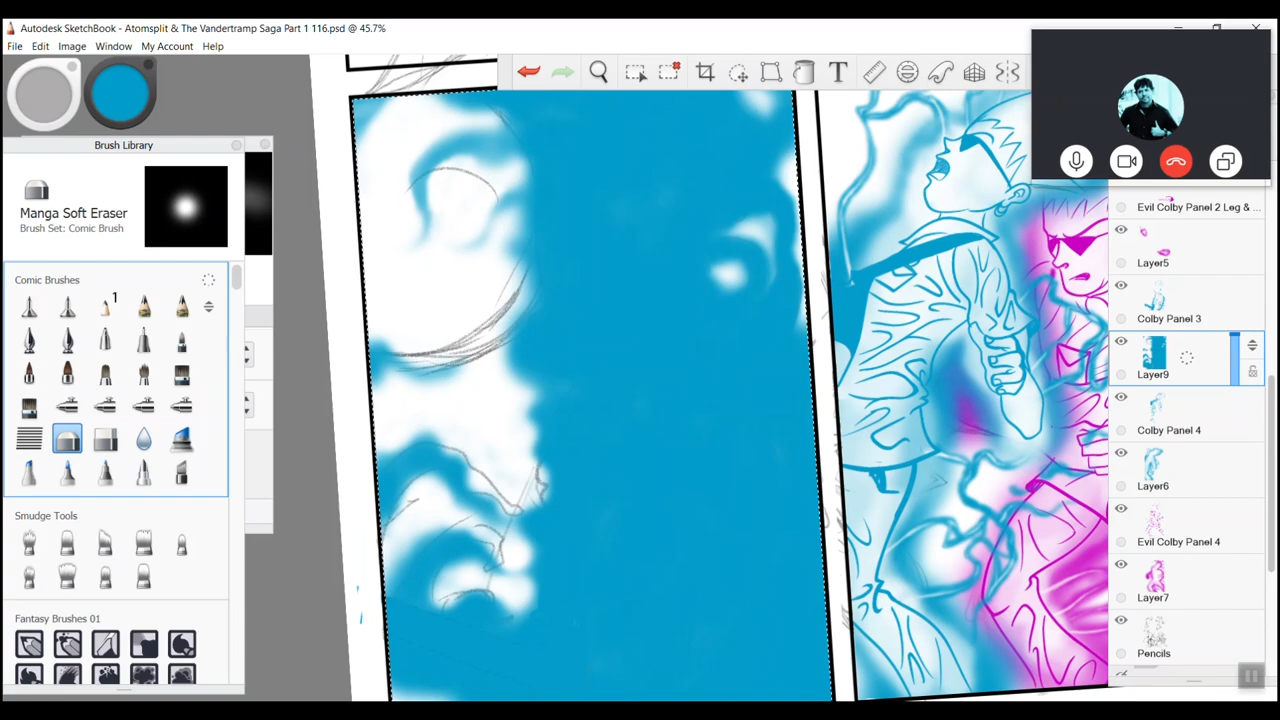 Autodesk SketchBook - Atomsplit & The Vandertramp Saga Part 1 116.psd @ 45.7%
File Edit Image Window My Account Help
T
Brush Library
Manga Soft Eraser
Brush Set: Comic Brush
Comic Brushes
1
Smudge Tools
Fantasy Brushes 01
Evil Colby Panel 2 Leg & ...
Layer5
Colby Panel 3
Layer9
Colby Panel 4
Layer6
Evil Colby Panel 4
Layer7
Pencils